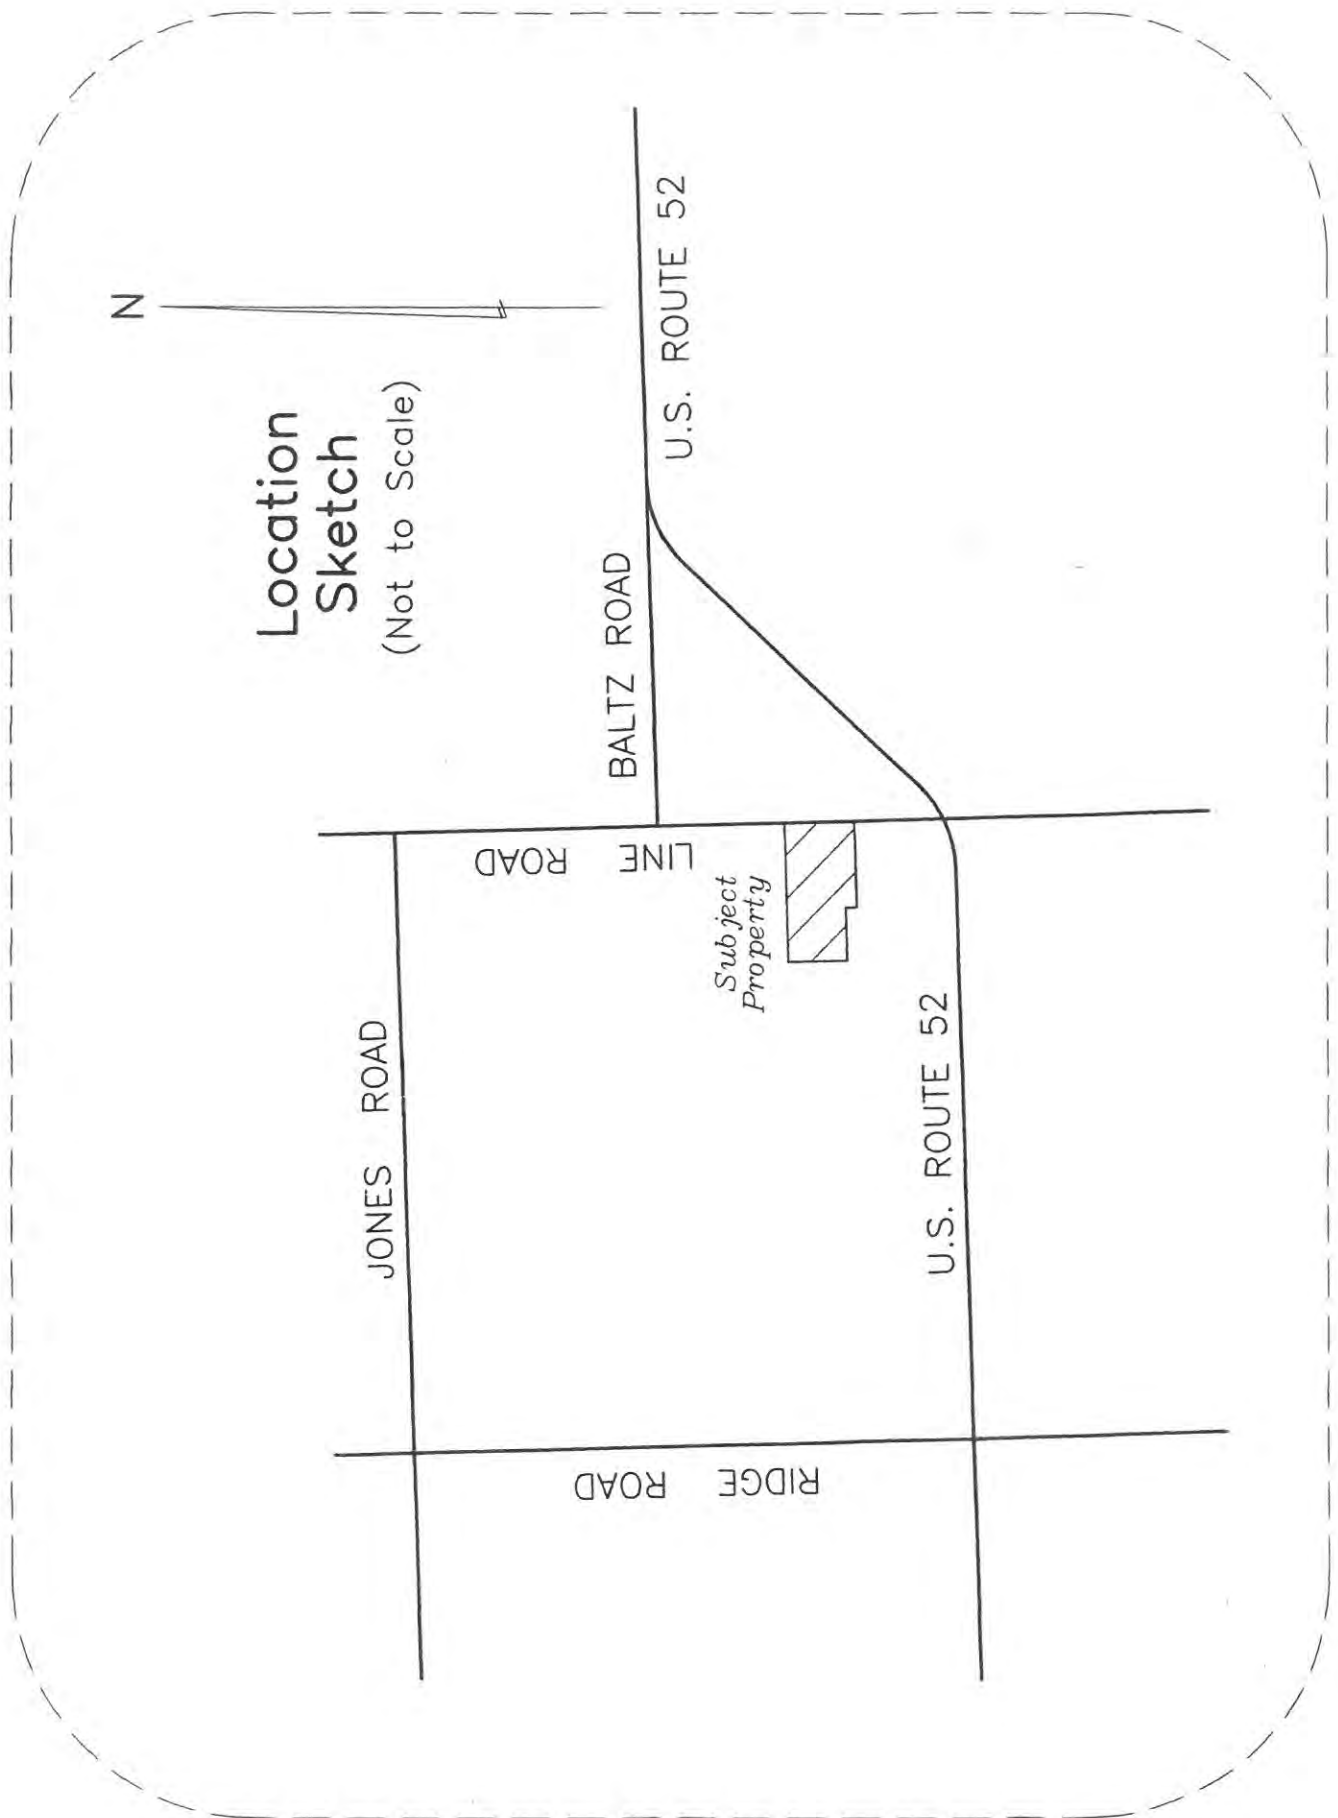 N
Location
Sketch
(Not to Scale)
JONES ROAD
LINE ROAD
BALTZ ROAD
U.S. ROUTE 52
RIDGE ROAD
Subject
Property
U.S. ROUTE 52